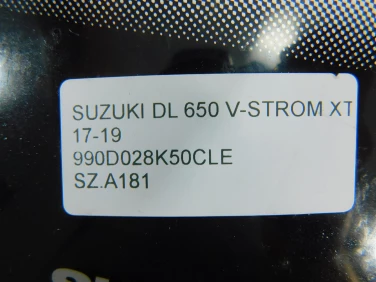 SUZUKI DL 650 V-STROM XT
17-19
990D028K50CLE
SZ.A181